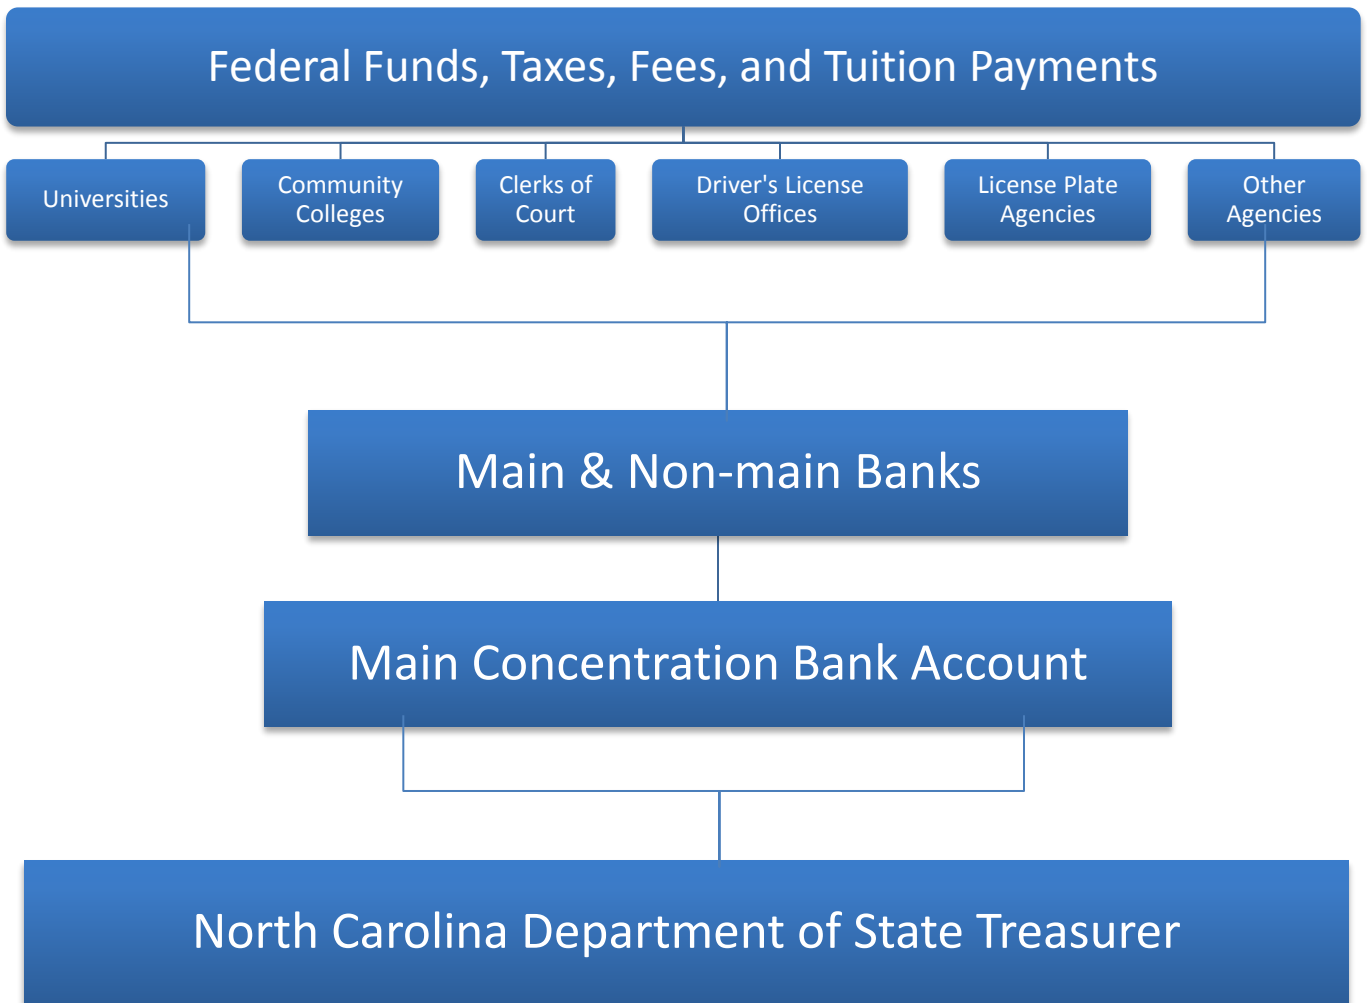 Federal Funds, Taxes, Fees, and Tuition Payments
Universities
Community
Colleges
Clerks of
Court
Driver's License
Offices
License Plate
Agencies
Other
Agencies
Main & Non-main Banks
Main Concentration Bank Account
North Carolina Department of State Treasurer